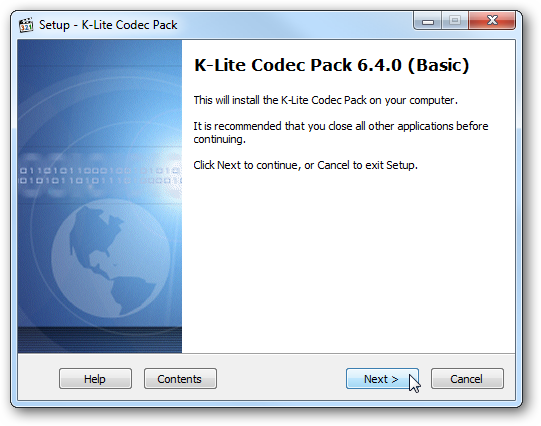 Setup - K-Lite Codec Pack
K-Lite Codec Pack 6.4.0 (Basic)
This will install the K-Lite Codec Pack on your computer.
It is recommended that you close all other applications before
continuing.
Click Next to continue, or Cancel to exit Setup.
Help
Contents
Next >
Cancel